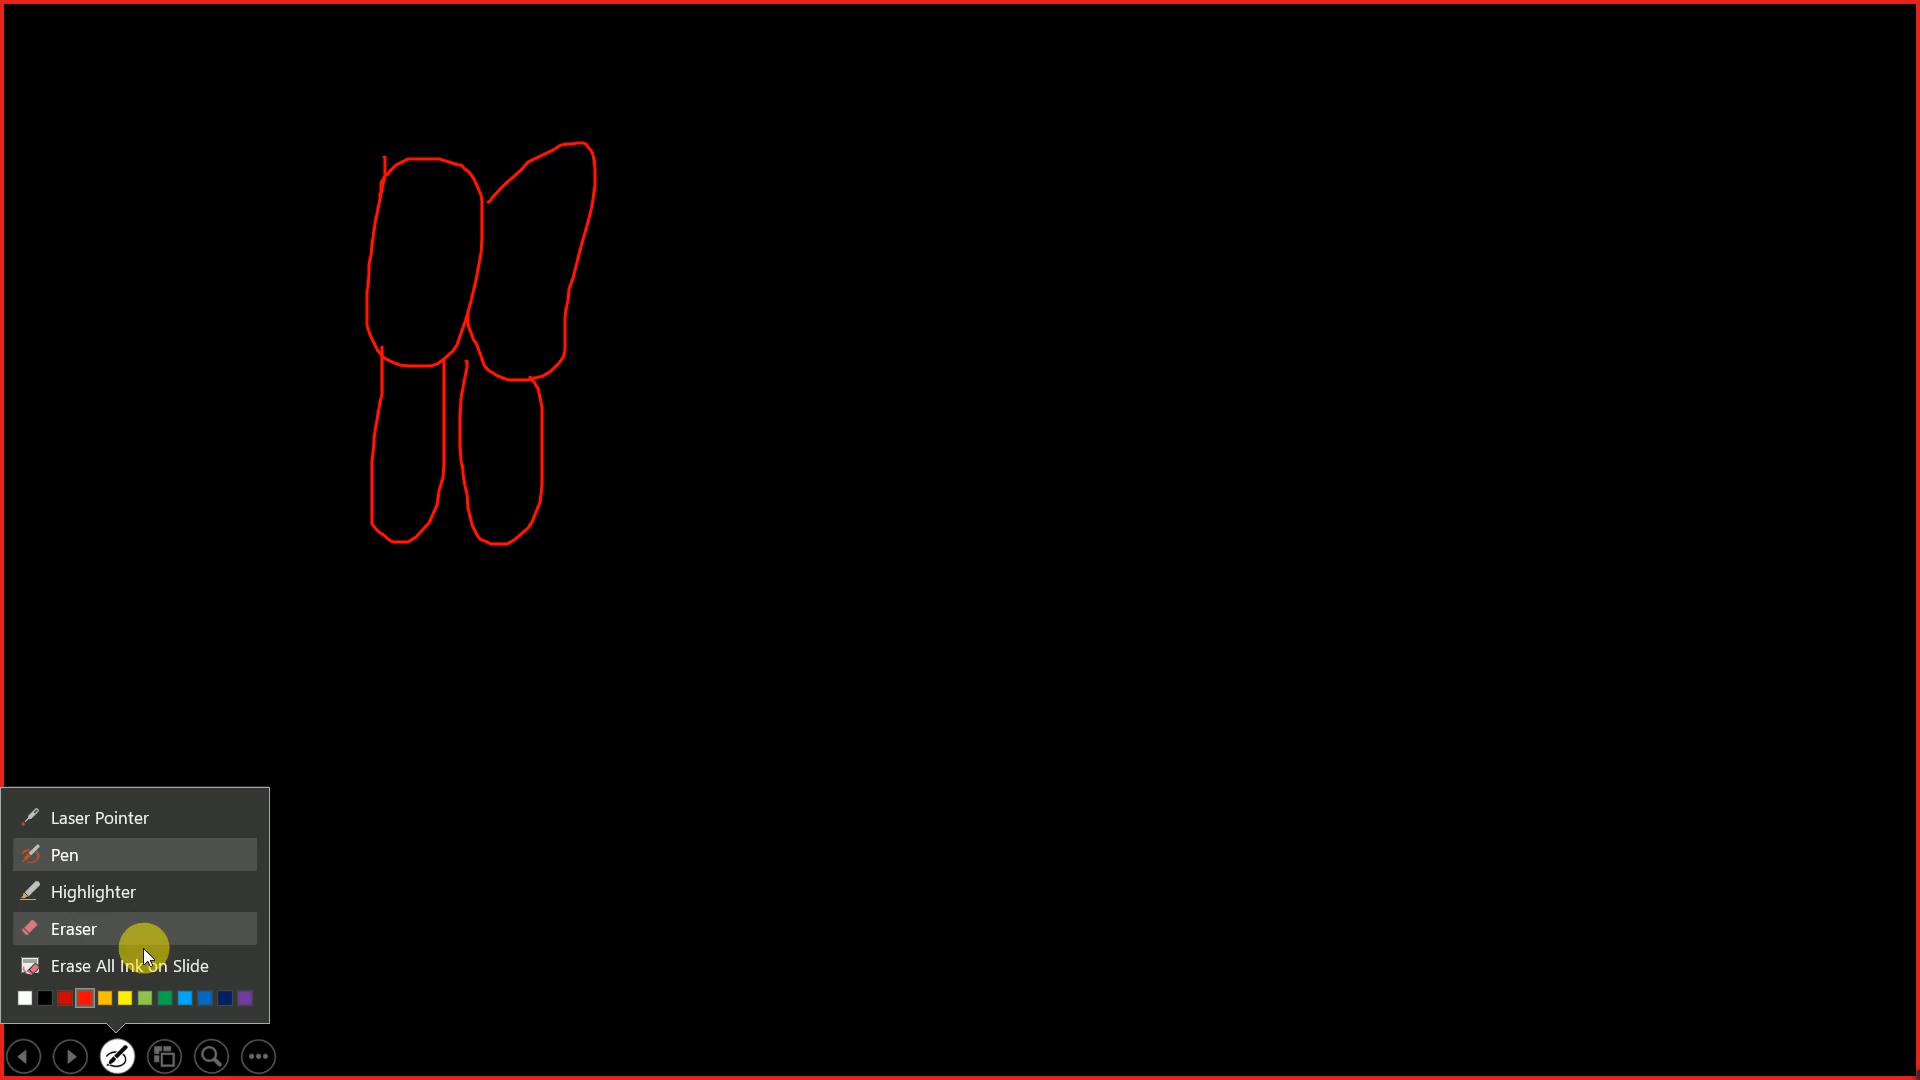 Laser Pointer
Pen
Highlighter
Eraser
Erase All Ink on Slide